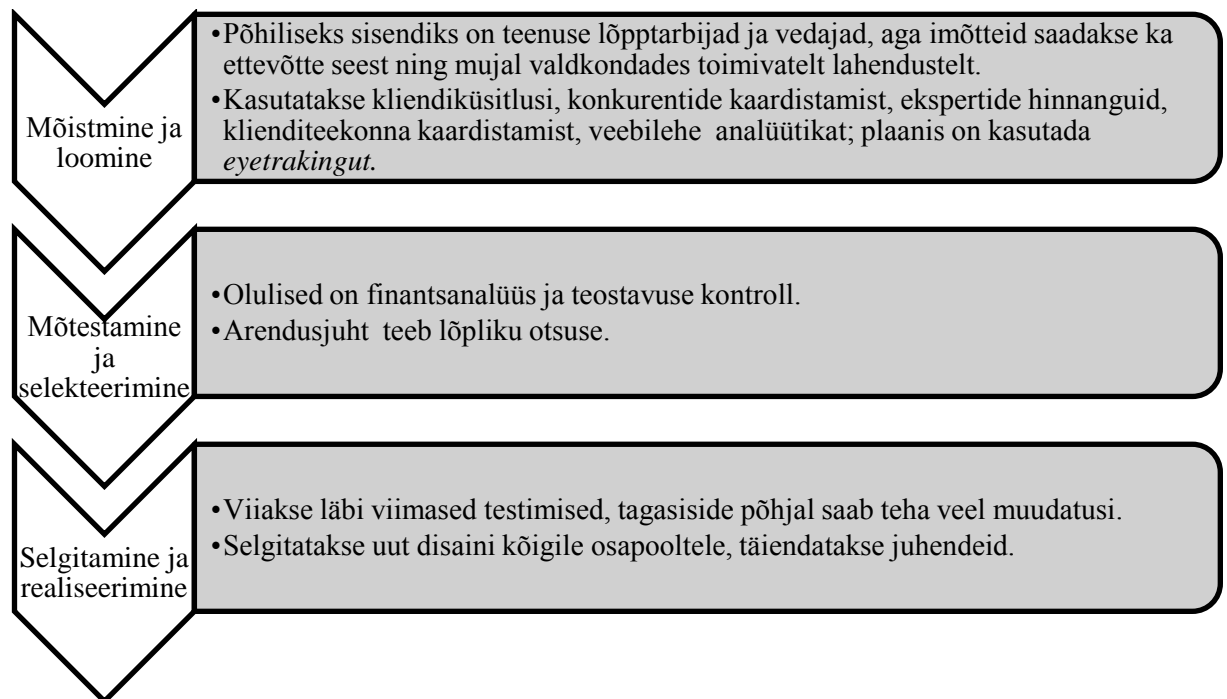 Mõistmine ja
loomine
•Põhiliseks sisendiks on teenuse lõpptarbijad ja vedajad, aga imõtteid saadakse ka
ettevõtte seest ning mujal valdkondades toimivatelt lahendustelt.
•Kasutatakse kliendiküsitlusi, konkurentide kaardistamist, ekspertide hinnanguid,
klienditeekonna kaardistamist, veebilehe analüütikat; plaanis on kasutada
eyetrakingut.
Mõtestamine
ja
selekteerimine
•Olulised on finantsanalüüs ja teostavuse kontroll.
•Arendusjuht teeb lõpliku otsuse.
Selgitamine ja
realiseerimine
•Viiakse läbi viimased testimised, tagasiside põhjal saab teha veel muudatusi.
•Selgitatakse uut disaini kõigile osapooltele, täiendatakse juhendeid.